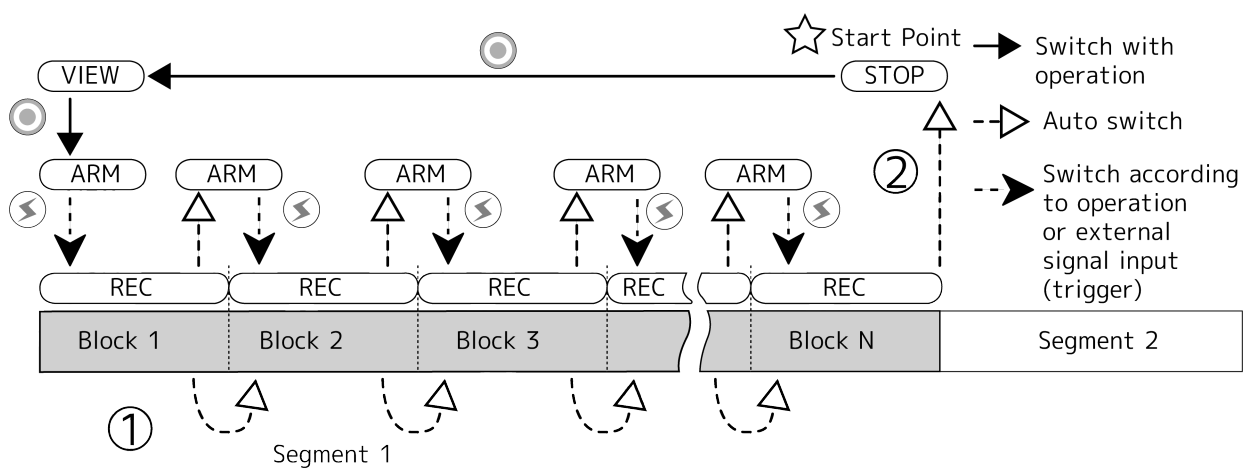 Start Point
Switch with
operation
VIEW
STOP
Auto switch
ARM ARM ARM ARM ARM
②
Switch according
to operation
or external
signal input
(trigger)
REC REC REC REC REC
Block 1 Block 2 Block 3 Block N Segment 2
①
Segment 1